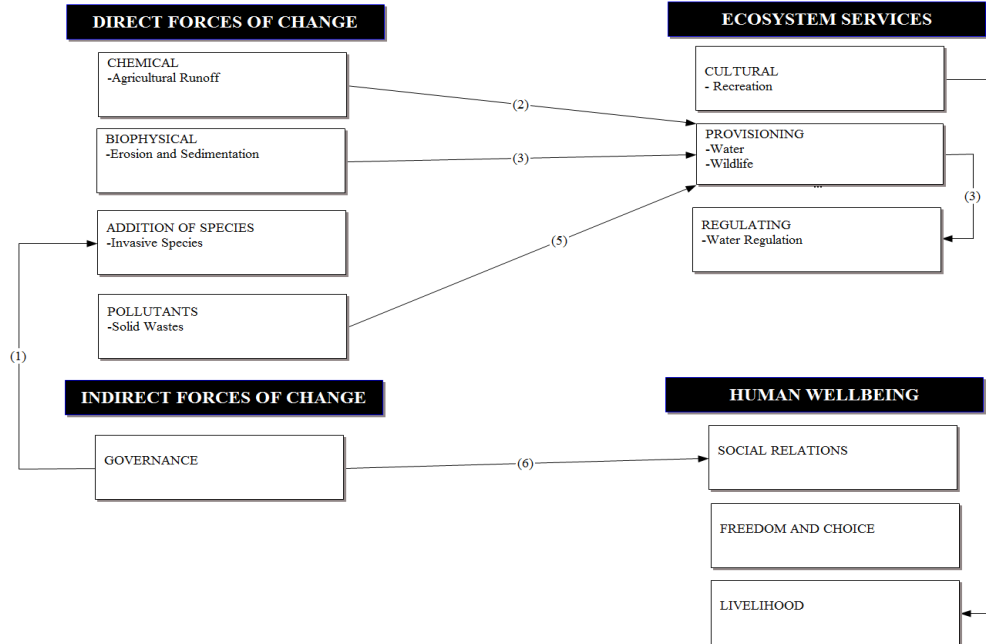 DIRECT FORCES OF CHANGE
CHEMICAL
-Agricultural Runoff
BIOPHYSICAL
-Erosion and Sedimentation
ADDITION OF SPECIES
-Invasive Species
POLLUTANTS
-Solid Wastes
(1)
(2)
(3)
(5)
ECOSYSTEM SERVICES
CULTURAL
- Recreation
PROVISIONING
-Water
-Wildlife
...
(3)
REGULATING
-Water Regulation
INDIRECT FORCES OF CHANGE
GOVERNANCE
(6)
HUMAN WELLBEING
SOCIAL RELATIONS
FREEDOM AND CHOICE
LIVELIHOOD